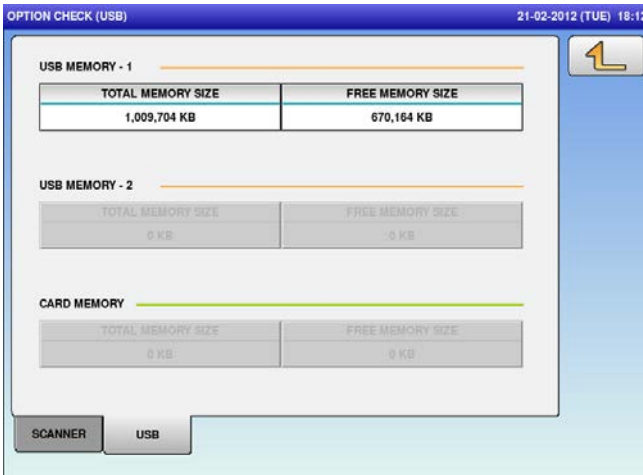 OPTION CHECK (USB) 21-02-2012 (TUE) 18:12
USB MEMORY - 1
TOTAL MEMORY SIZE FREE MEMORY SIZE
1,009,704 KB 670,164 KB
USB MEMORY - 2
TOTAL MEMORY SIZE FREE MEMORY SIZE
0 KB 0 KB
CARD MEMORY
TOTAL MEMORY SIZE FREE MEMORY SIZE
0 KB 0 KB
SCANNER USB